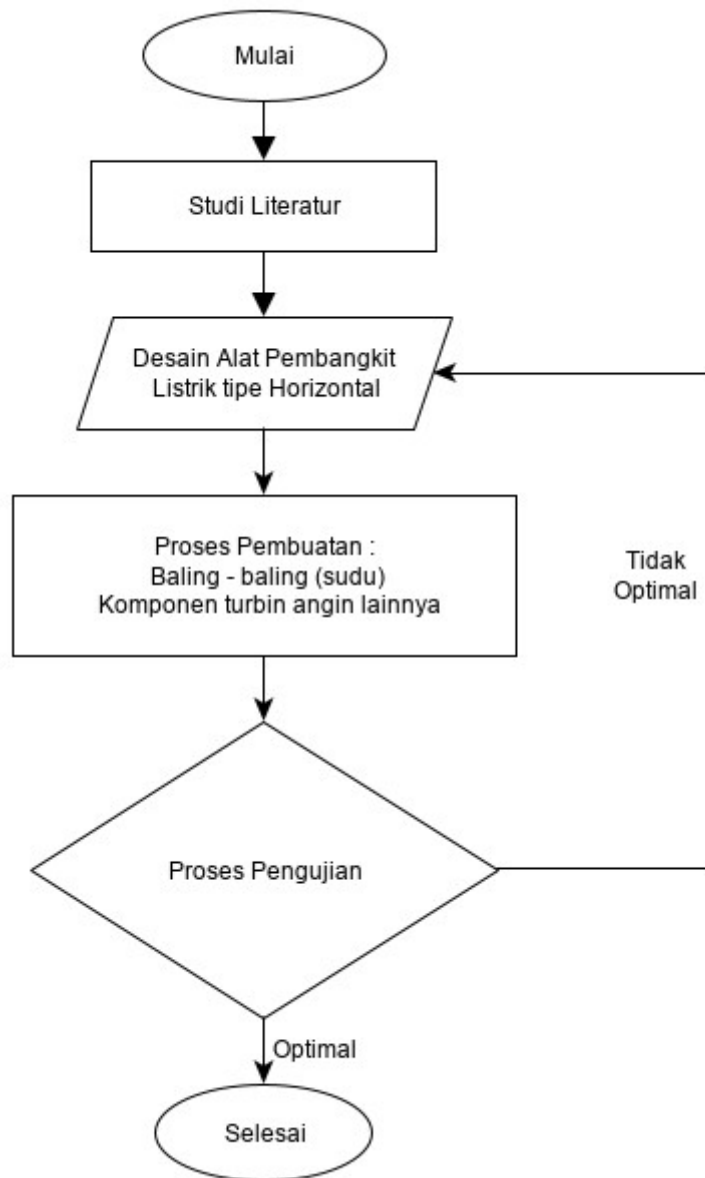 Mulai
Studi Literatur
Desain Alat Pembangkit
Listrik tipe Horizontal
Proses Pembuatan :
Baling - baling (sudu)
Komponen turbin angin lainnya
Tidak
Optimal
Proses Pengujian
Optimal
Selesai